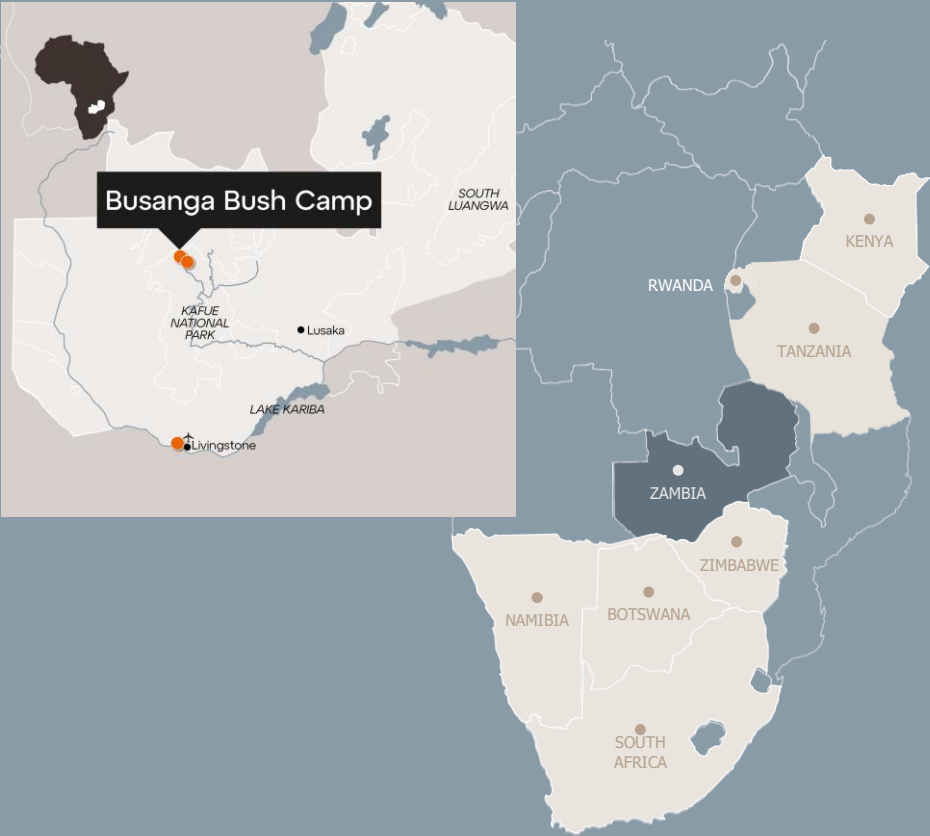 Busanga Bush Camp
SOUTH
LUANGWA
KAFUE
NATIONAL
PARK
Lusaka
LAKE KARIBA
Livingstone
KENYA
RWANDA
TANZANIA
ZAMBIA
ZIMBABWE
NAMIBIA
BOTSWANA
SOUTH
AFRICA